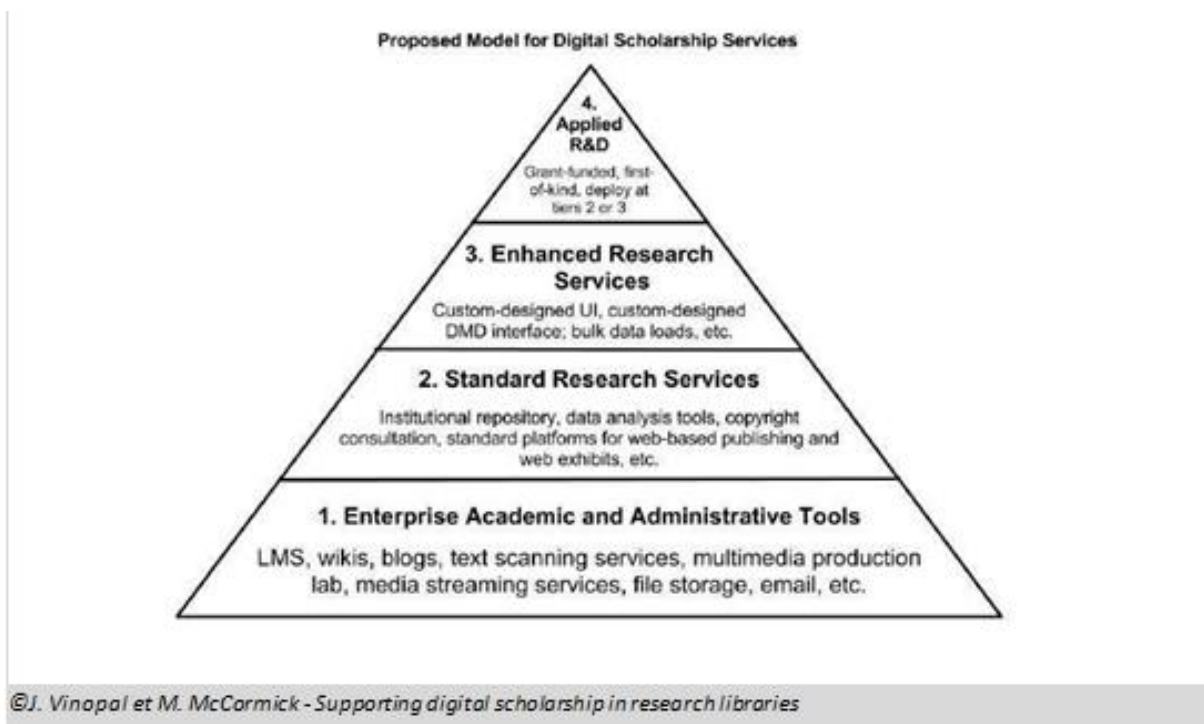 Proposed Model for Digital Scholarship Services
4.
Applied
R&D
Grant-funded, first-
of-kind, deploy at
tiers 2 or 3
3. Enhanced Research
Services
Custom-designed UI, custom-designed
DMD interface; bulk data loads, etc.
2. Standard Research Services
Institutional repository, data analysis tools, copyright
consultation, standard platforms for web-based publishing and
web exhibits, etc.
1. Enterprise Academic and Administrative Tools
LMS, wikis, blogs, text scanning services, multimedia production
lab, media streaming services, file storage, email, etc.
©J. Vinopal et M. McCormick - Supporting digital scholarship in research libraries